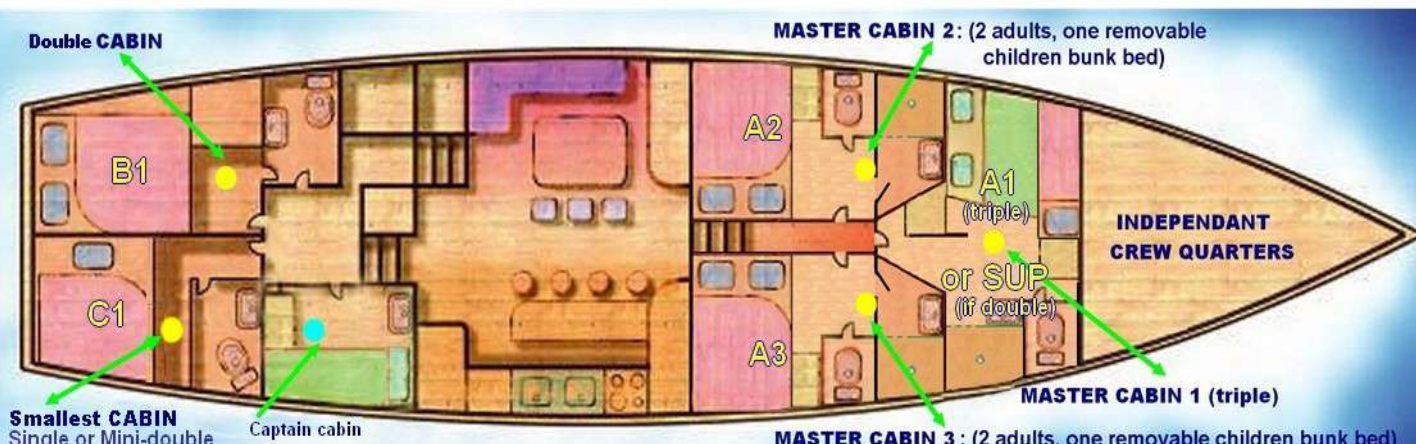 Double CABIN
MASTER CABIN 2: (2 adults, one removable
children bunk bed)
B1
A2
A1
(triple)
INDEPENDANT
CREW QUARTERS
or SUP
(if double)
C1
A3
MASTER CABIN 1 (triple)
Smallest CABIN
Single or Mini-double
Captain cabin
MASTER CABIN 3: (2 adults, one removable children bunk bed)